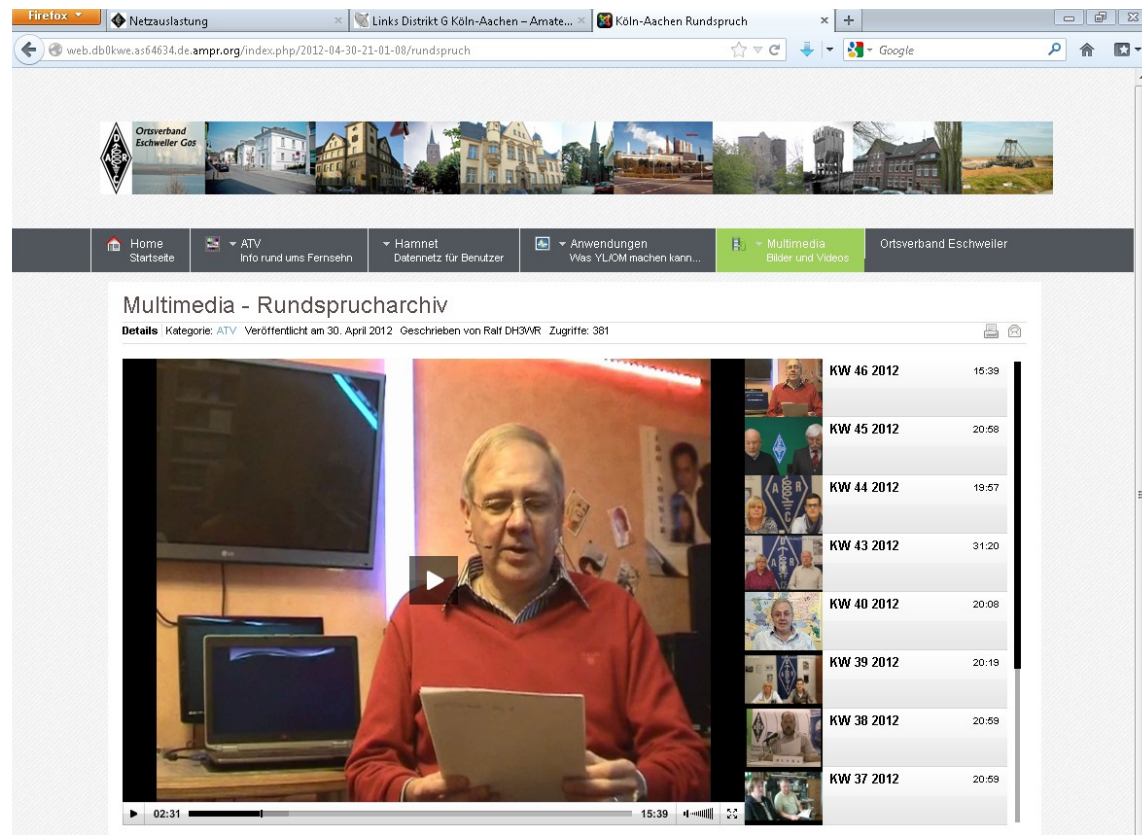 Firefox
Netzauslastung
Links Distrikt G Köln-Aachen – Amate...
Köln-Aachen Rundspruch
web.db0kwe.as64634.de.ampr.org/index.php/2012-04-30-21-01-08/rundspruch
Google
Ortsverband
Eschweiler G05
Home
Startseite
ATV
Info rund ums Fernsehn
Hamnet
Datennetz für Benutzer
Anwendungen
Was YL/OM machen kann...
Multimedia
Bilder und Videos
Ortsverband Eschweiler
Multimedia - Rundsprucharchiv
Details Kategorie: ATV Veröffentlicht am 30. April 2012 Geschrieben von Ralf DH3WR Zugriffe: 381
KW 46 2012 15:39
KW 45 2012 20:58
KW 44 2012 19:57
KW 43 2012 31:20
KW 40 2012 20:08
KW 39 2012 20:19
KW 38 2012 20:59
KW 37 2012 20:59
LG
02:31 15:39